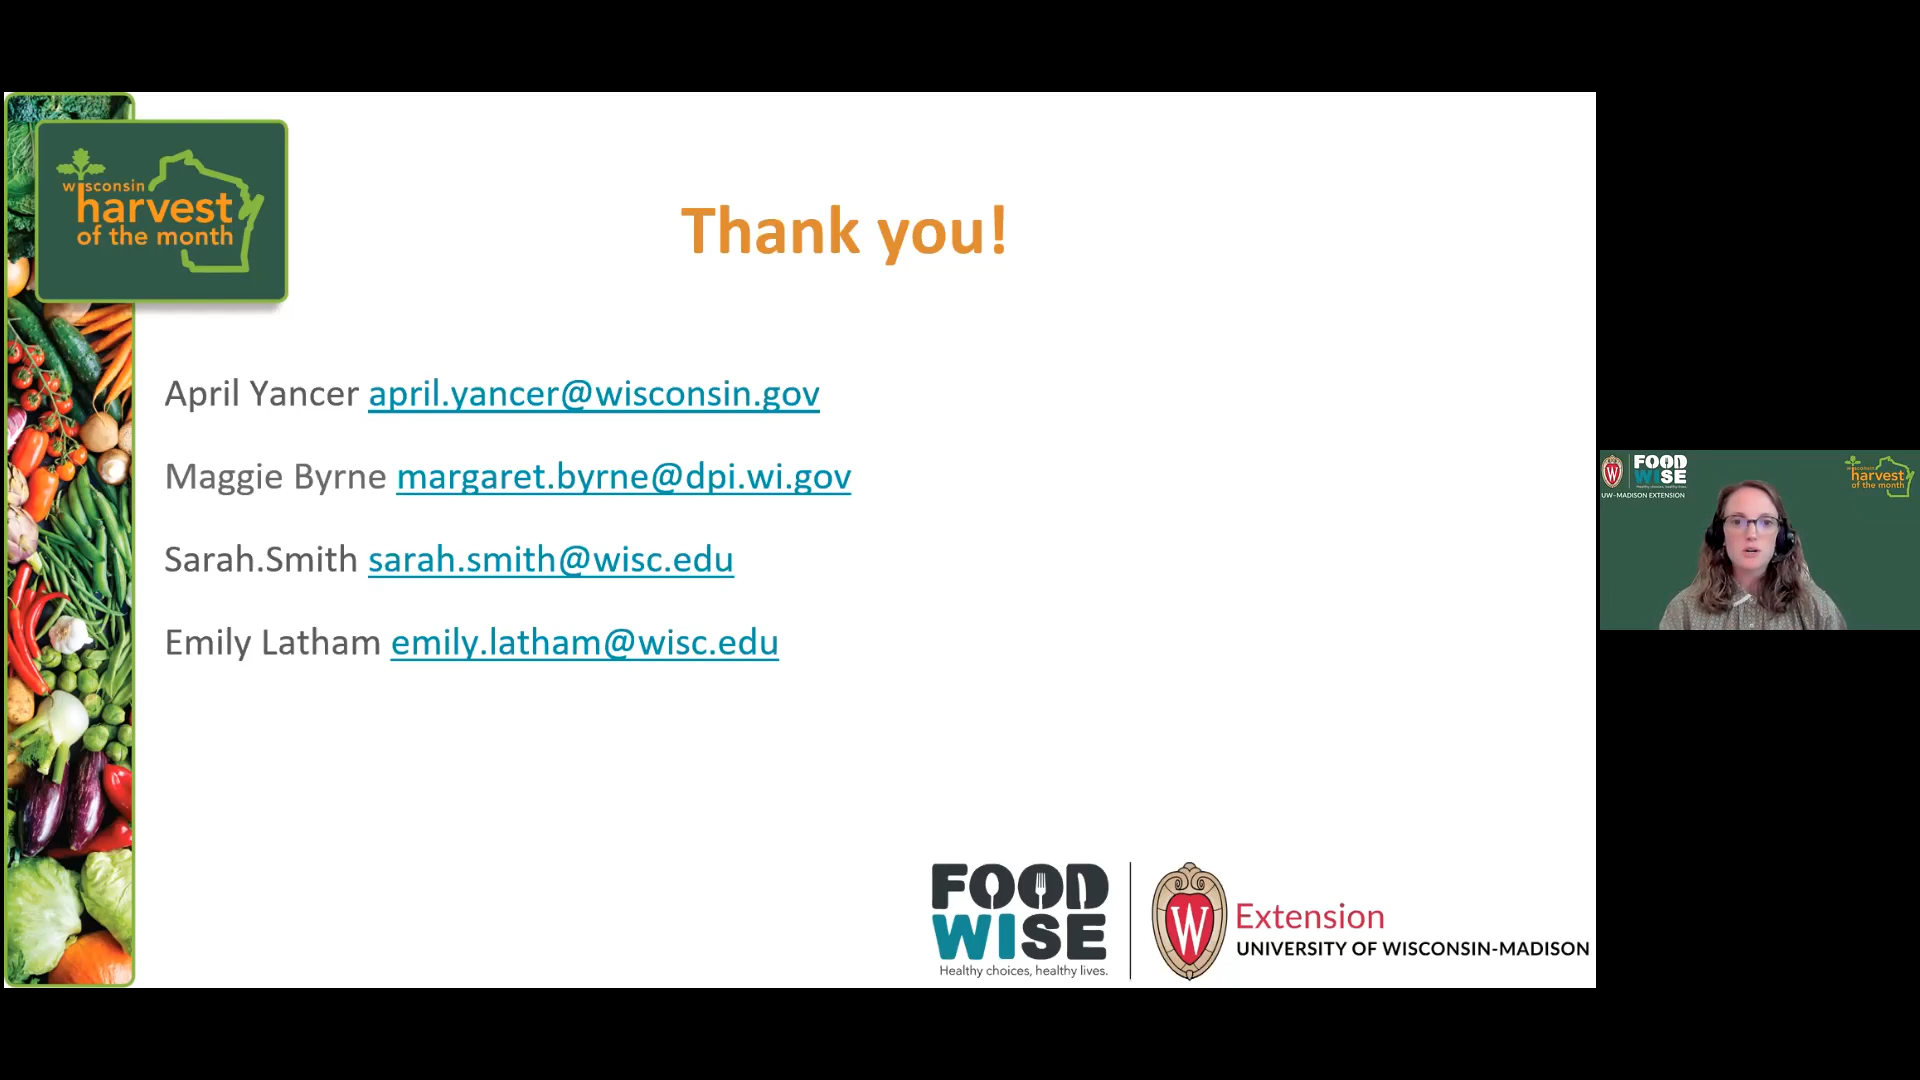 wisconsin
harvest
of the month
Thank you!
April Yancer april.yancer@wisconsin.gov
Maggie Byrne margaret.byrne@dpi.wi.gov
Sarah.Smith sarah.smith@wisc.edu
Emily Latham emily.latham@wisc.edu
FOOD
WISE
Healthy choices, healthy lives.
W
Extension
UNIVERSITY OF WISCONSIN-MADISON
FOOD
WISE
UW-MADISON EXTENSION
wisconsin
harvest
of the month